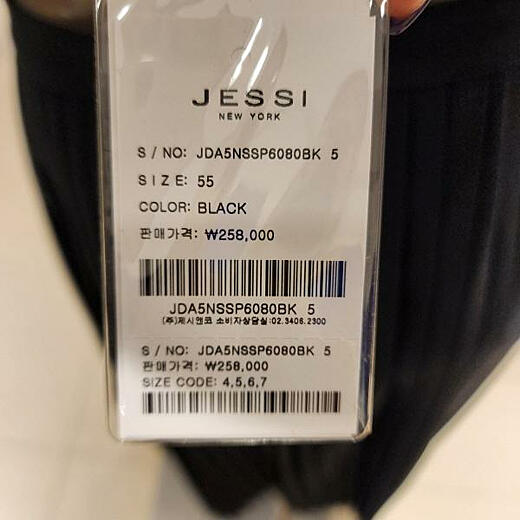 JESSI
NEW YORK
S / NO: JDA5NSSP6080BK 5
SIZE: 55
COLOR: BLACK
판매가격: ₩258,000
JDA5NSSP6080BK 5
(주)제시앤코 소비자상담실:02.3406.2300
S / NO: JDA5NSSP6080BK 5
판매가격: ₩258,000
SIZE CODE: 4,5,6,7